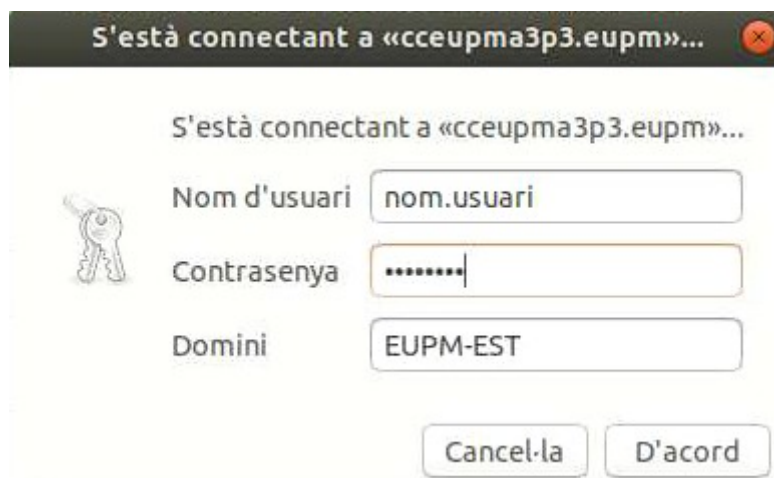 S'està connectant a «cceupma3p3.eupm»...
S'està connectant a «cceupma3p3.eupm»...
Nom d'usuari nom.usuari
Contrasenya ••••••••
Domini EUPM-EST
Cancel·la D'acord